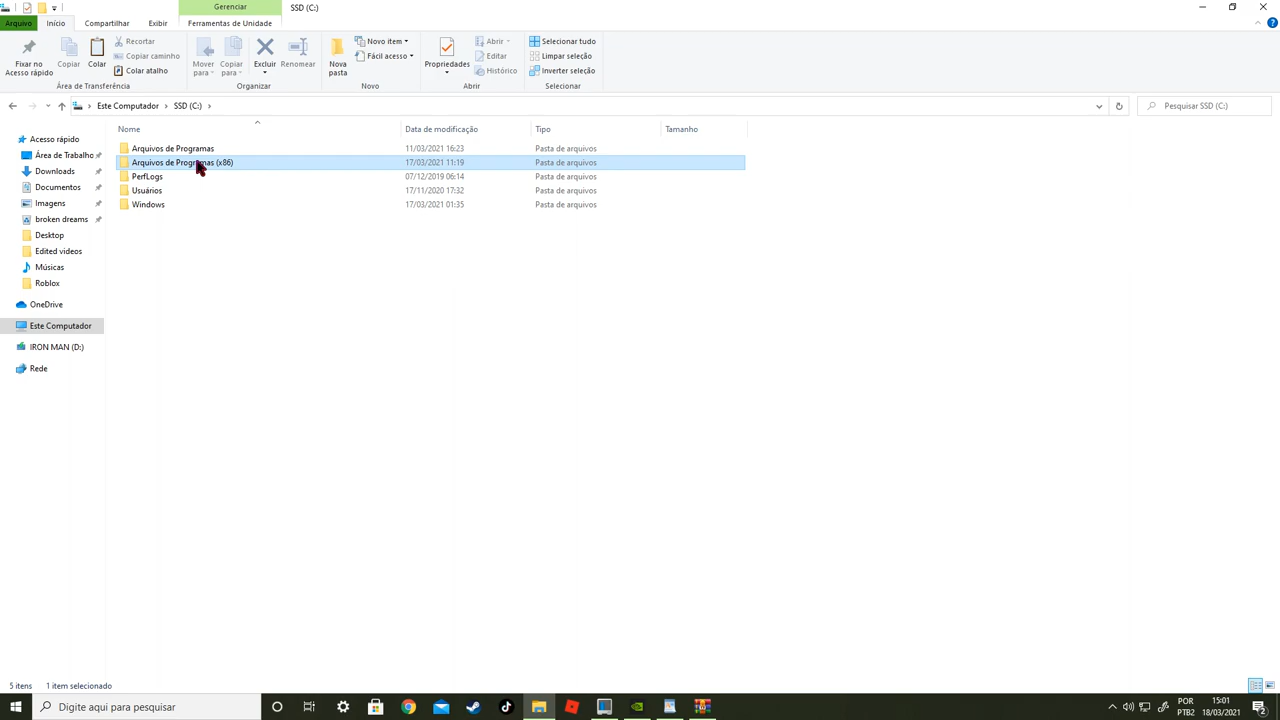 Gerenciar
SSD (C:)
Arquivo
Início
Compartilhar
Exibir
Ferramentas de Unidade
Fixar no
Acesso rápido
Copiar
Colar
Recortar
Copiar caminho
Colar atalho
Área de Transferência
Mover
para
Copiar
para
Excluir
Renomear
Organizar
Nova
pasta
Novo item
Fácil acesso
Novo
Propriedades
Abrir
Editar
Histórico
Abrir
Selecionar tudo
Limpar seleção
Inverter seleção
Selecionar
Este Computador
SSD (C:)
Pesquisar SSD (C:)
Nome
Data de modificação
Tipo
Tamanho
Arquivos de Programas 11/03/2021 16:23 Pasta de arquivos
Arquivos de Programas (x86) 17/03/2021 11:19 Pasta de arquivos
PerfLogs 07/12/2019 06:14 Pasta de arquivos
Usuários 17/11/2020 17:32 Pasta de arquivos
Windows 17/03/2021 01:35 Pasta de arquivos
Acesso rápido
Área de Trabalho
Downloads
Documentos
Imagens
broken dreams
Desktop
Edited videos
Músicas
Roblox
OneDrive
Este Computador
IRON MAN (D:)
Rede
5 itens
1 item selecionado
Digite aqui para pesquisar
POR
PTB2
15:01
18/03/2021
2